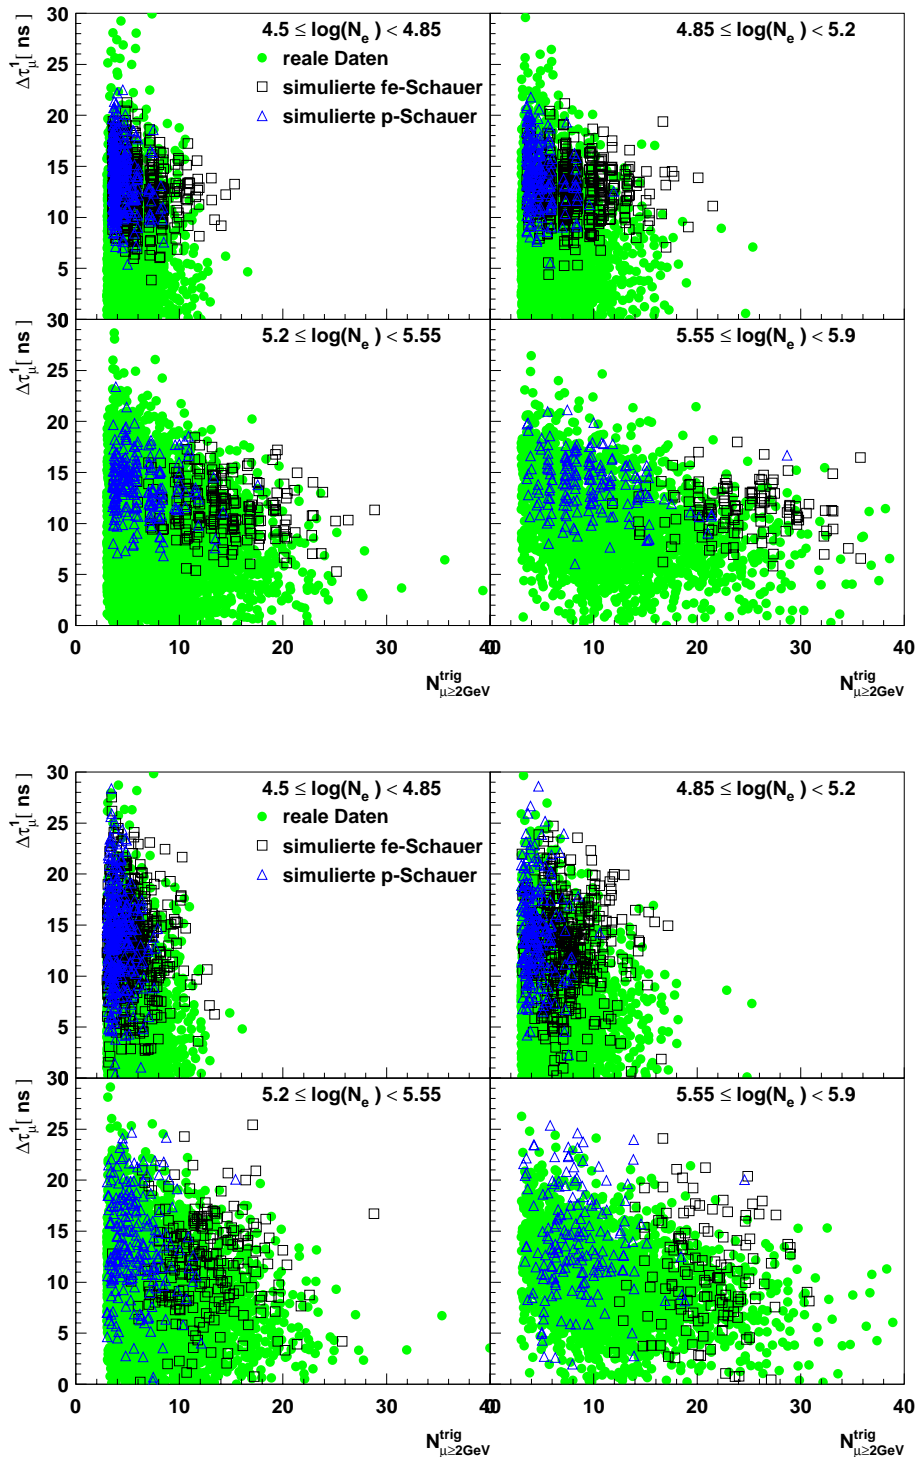 4.5 ≤ log(Nₑ) < 4.85
4.85 ≤ log(Nₑ) < 5.2
reale Daten
simulierte fe-Schauer
simulierte p-Schauer
Δτ¹μ[ ns ]
30
25
20
15
10
5
0
5.2 ≤ log(Nₑ) < 5.55
5.55 ≤ log(Nₑ) < 5.9
Δτ¹μ[ ns ]
30
25
20
15
10
5
0
0 10 20 30 40
0 10 20 30 40
N^trig μ≥2GeV
N^trig μ≥2GeV
4.5 ≤ log(Nₑ) < 4.85
4.85 ≤ log(Nₑ) < 5.2
reale Daten
simulierte fe-Schauer
simulierte p-Schauer
Δτ¹μ[ ns ]
30
25
20
15
10
5
0
5.2 ≤ log(Nₑ) < 5.55
5.55 ≤ log(Nₑ) < 5.9
Δτ¹μ[ ns ]
30
25
20
15
10
5
0
0 10 20 30 40
0 10 20 30 40
N^trig μ≥2GeV
N^trig μ≥2GeV